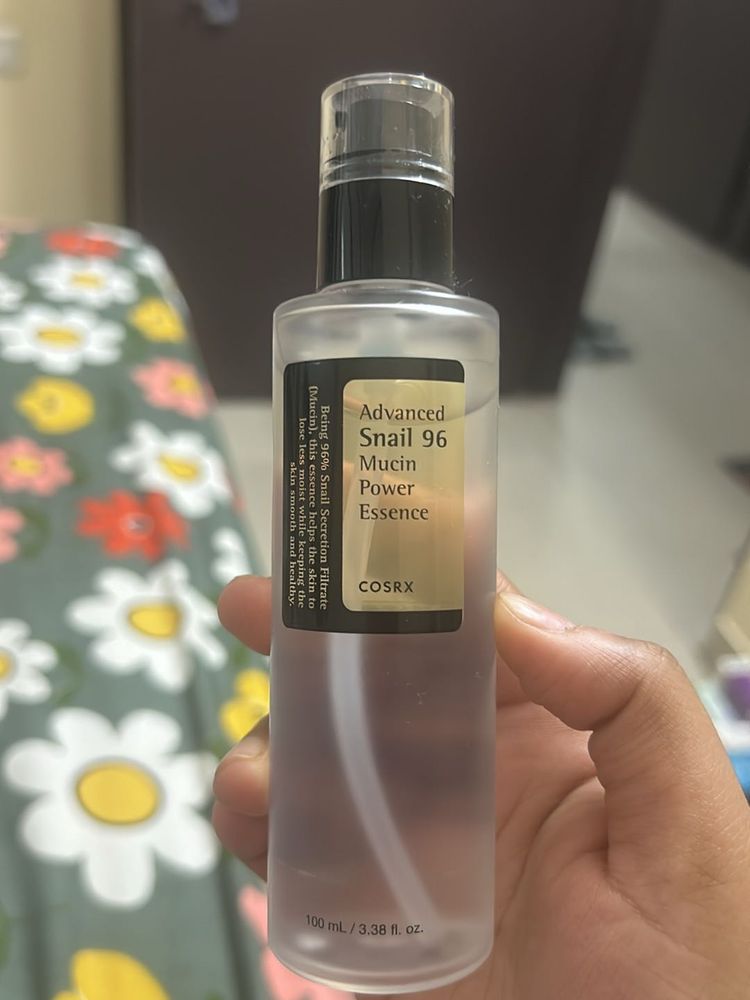 Advanced
Snail 96
Mucin
Power
Essence
COSRX
Being 96% Snail Secretion Filtrate
(Mucin), this essence helps the skin to
lose less moist while keeping the
skin smooth and healthy.
100 mL / 3.38 fl. oz.